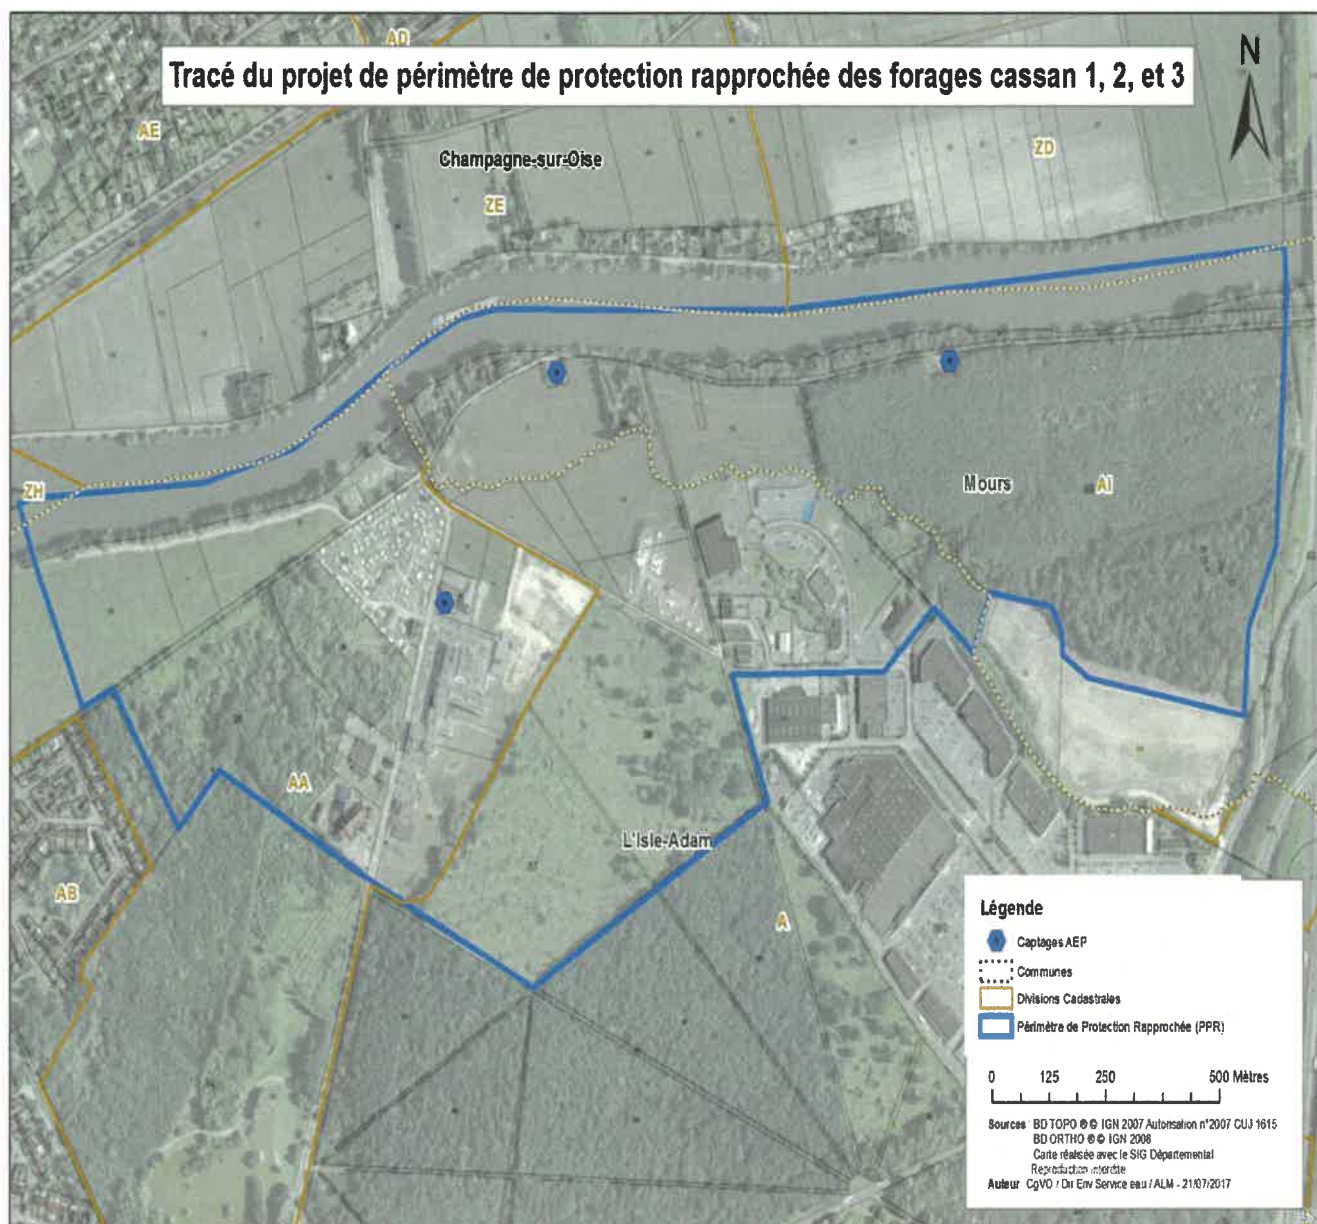 AD
Tracé du projet de périmètre de protection rapprochée des forages cassan 1, 2, et 3
N
AE
Champagne-sur-Oise
ZD
ZE
ZH
Mours
AI
AA
L'Isle-Adam
AB
A
Légende
Captages AEP
Communes
Divisions Cadastrales
Périmètre de Protection Rapprochée (PPR)
0 125 250 500 Mètres
Sources BD TOPO ® © IGN 2007 Autorisation n°2007 CUJ 1615
BD ORTHO ® © IGN 2008
Carte réalisée avec le SIG Départemental
Reproduction interdite
Auteur CgVO / Dir Env Service eau / ALM - 21/07/2017